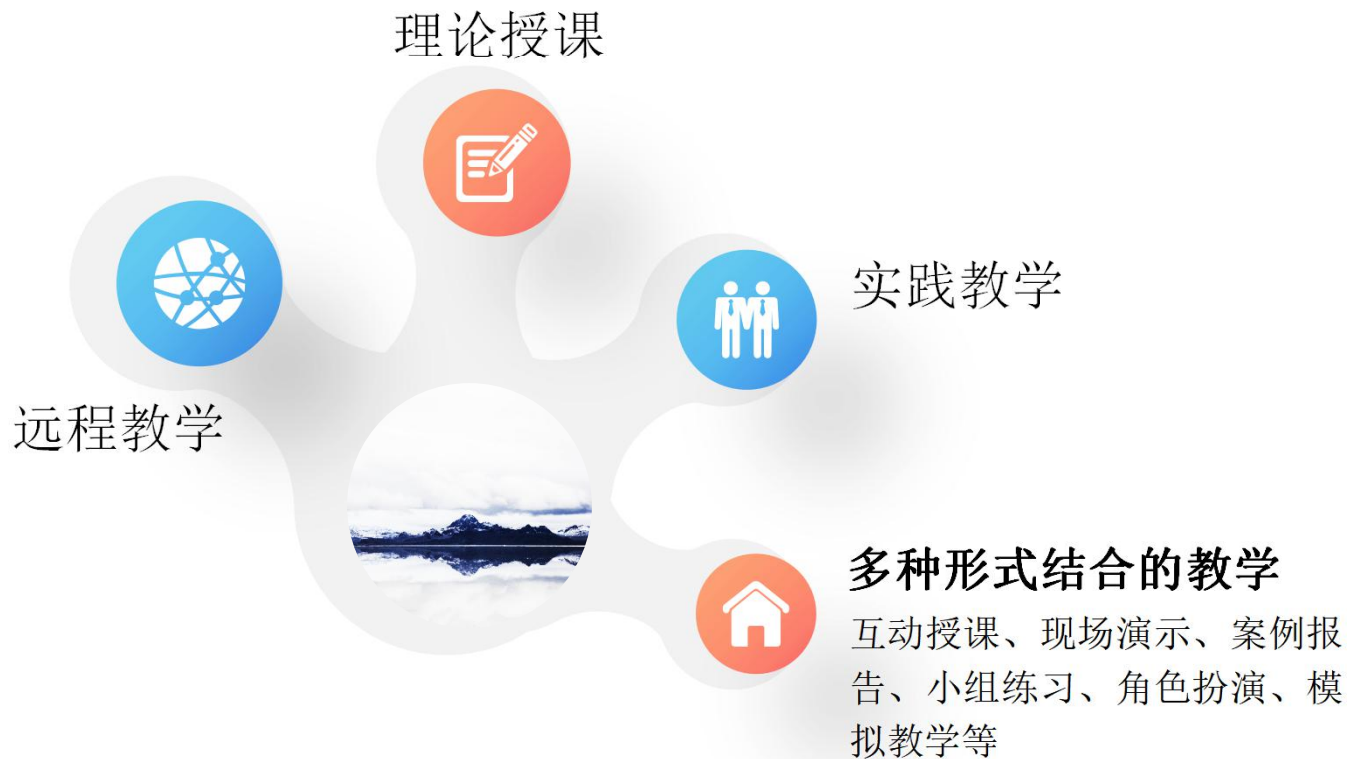 理论授课
实践教学
远程教学
多种形式结合的教学
互动授课、现场演示、案例报
告、小组练习、角色扮演、模
拟教学等